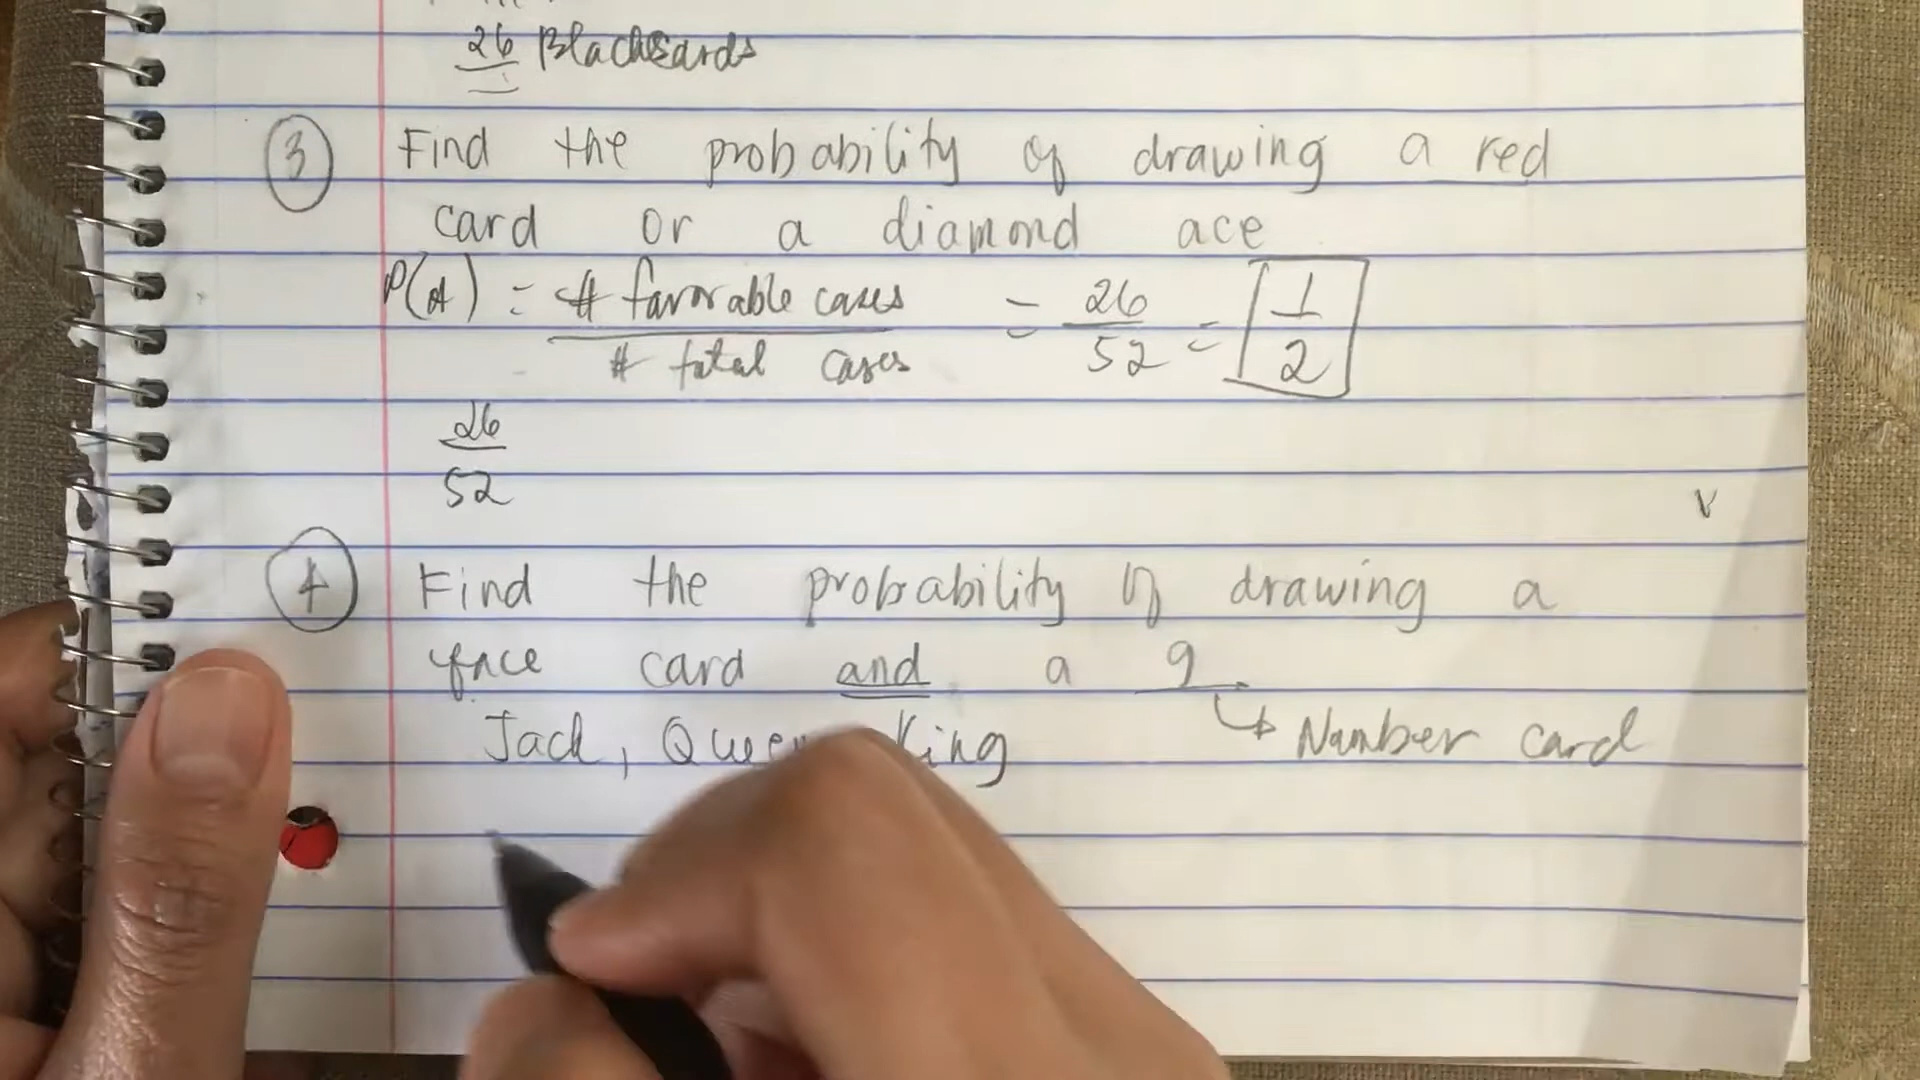 26 Blackcards
3 Find the probability of drawing a red
card or a diamond ace
P(A) = # favorable cases / # total cases = 26/52 = 1/2
26
52
4 Find the probability of drawing a
face card and a 9
Jack, Queen King
↳ Number card